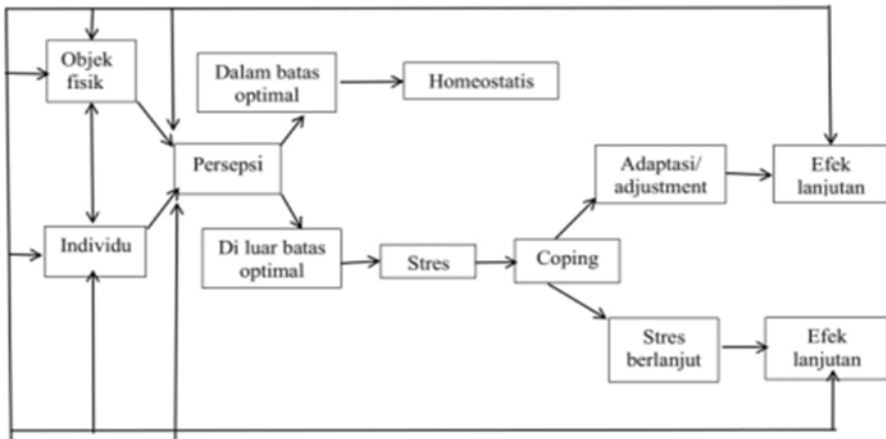 Objek
fisik
Dalam batas
optimal
Homeostatis
Persepsi
Adaptasi/
adjustment
Efek
lanjutan
Individu
Di luar batas
optimal
Stres
Coping
Stres
berlanjut
Efek
lanjutan